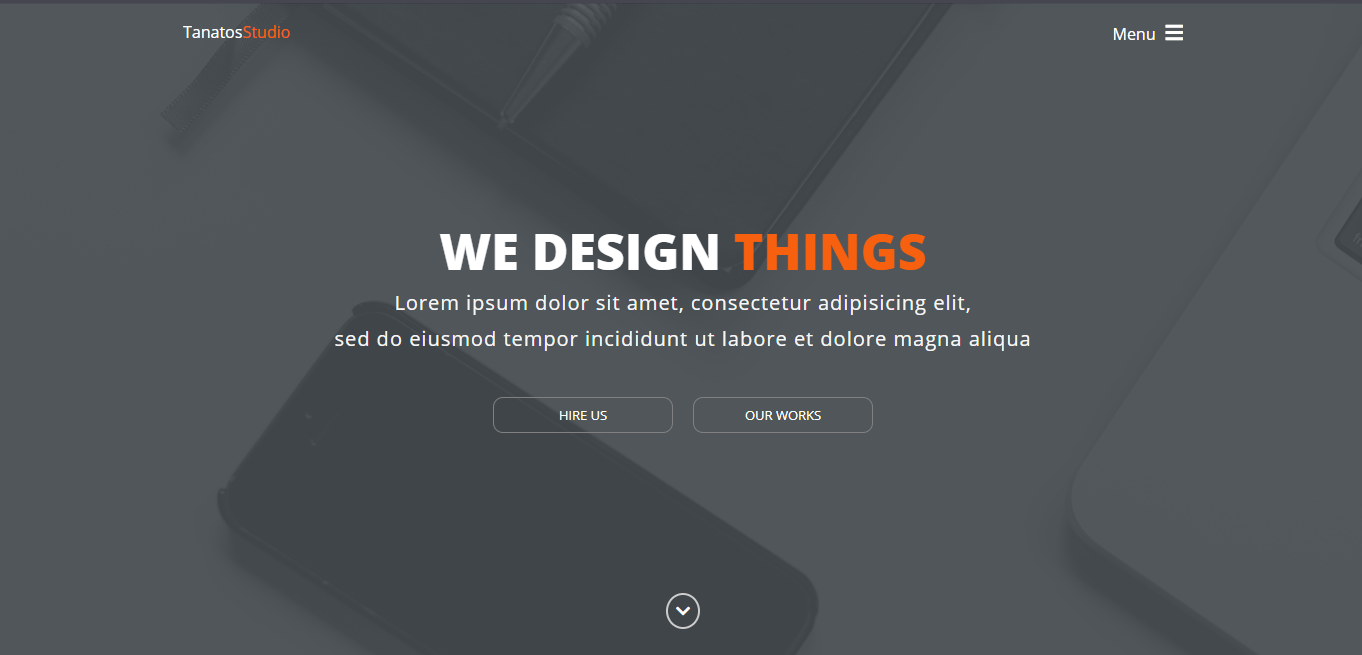 TanatosStudio
Menu
WE DESIGN THINGS
Lorem ipsum dolor sit amet, consectetur adipisicing elit,
sed do eiusmod tempor incididunt ut labore et dolore magna aliqua
HIRE US
OUR WORKS